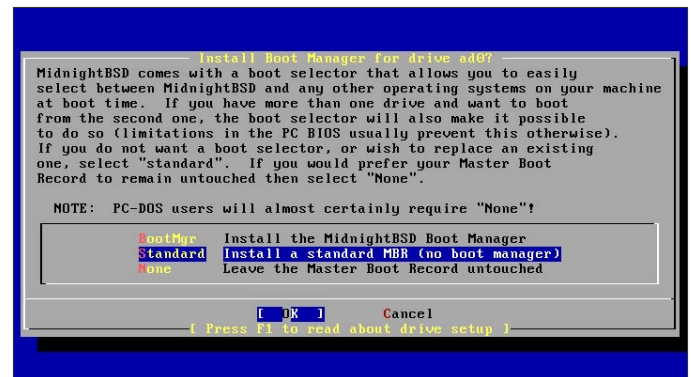 Install Boot Manager for drive ad0?
MidnightBSD comes with a boot selector that allows you to easily
select between MidnightBSD and any other operating systems on your machine
at boot time.  If you have more than one drive and want to boot
from the second one, the boot selector will also make it possible
to do so (limitations in the PC BIOS usually prevent this otherwise).
If you do not want a boot selector, or wish to replace an existing
one, select "standard".  If you would prefer your Master Boot
Record to remain untouched then select "None".
NOTE:  PC-DOS users will almost certainly require "None"!
BootMgr   Install the MidnightBSD Boot Manager
Standard  Install a standard MBR (no boot manager)
None      Leave the Master Boot Record untouched
[  OK  ]      Cancel
[ Press F1 to read about drive setup ]